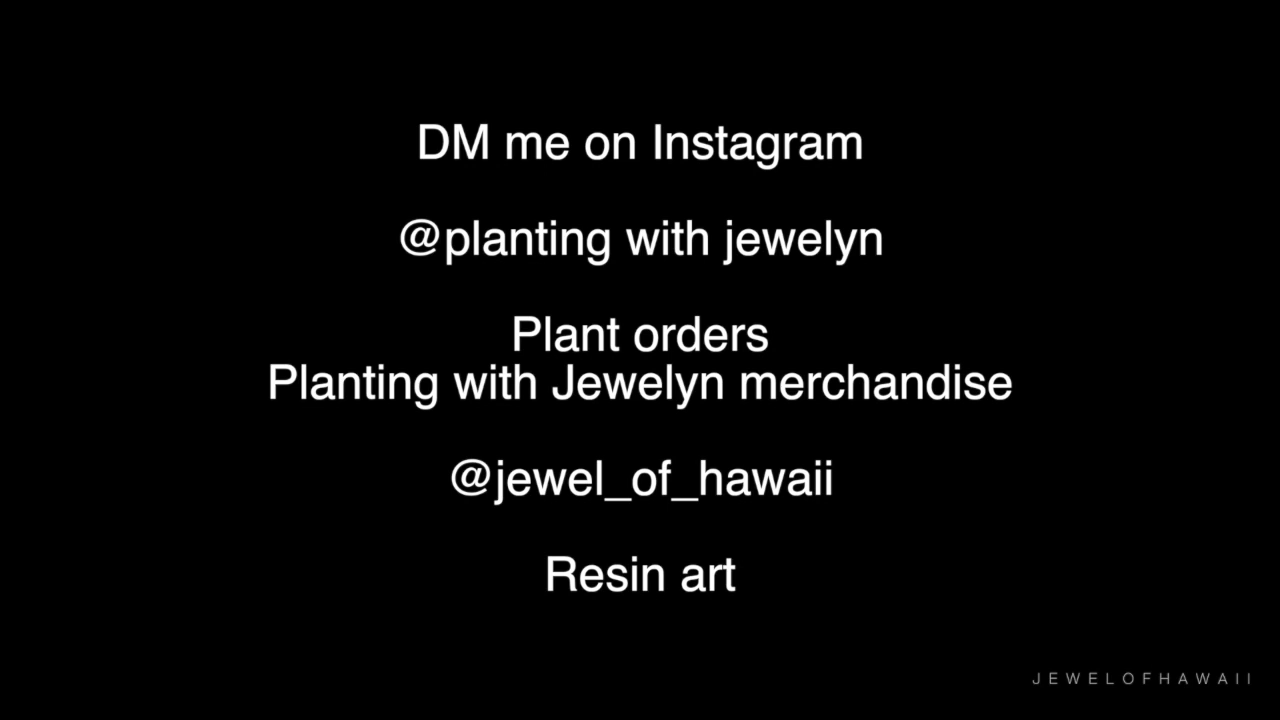 DM me on Instagram
@planting with jewelyn
Plant orders
Planting with Jewelyn merchandise
@jewel_of_hawaii
Resin art
JEWELOFHAWAII